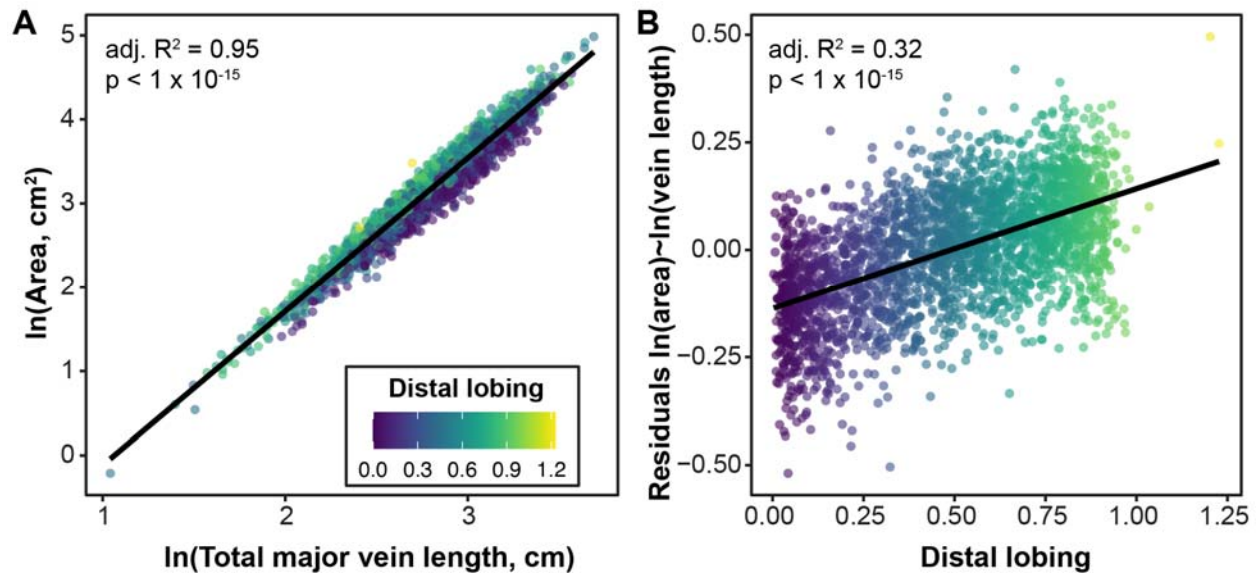 A
adj. R² = 0.95
p < 1 x 10⁻¹⁵
ln(Area, cm²)
5
4
3
2
1
0
Distal lobing
0.0 0.3 0.6 0.9 1.2
1 2 3
ln(Total major vein length, cm)
B
adj. R² = 0.32
p < 1 x 10⁻¹⁵
Residuals ln(area)~ln(vein length)
0.50
0.25
0.00
−0.25
−0.50
0.00 0.25 0.50 0.75 1.00 1.25
Distal lobing